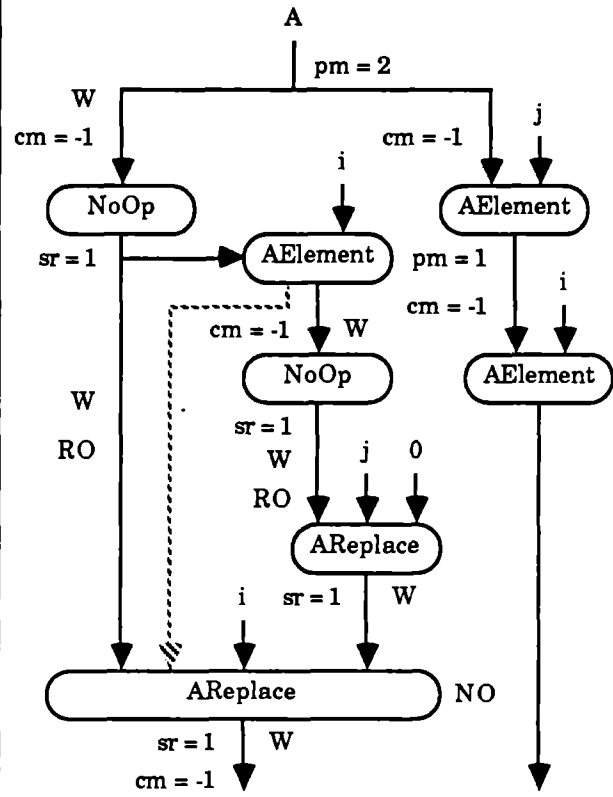 A
pm = 2
W
cm = -1
cm = -1
j
i
NoOp
AElement
sr = 1
AElement
pm = 1
i
cm = -1
W
cm = -1
NoOp
AElement
W
sr = 1
W
j
0
RO
RO
AReplace
i
sr = 1
W
AReplace
NO
sr = 1
W
cm = -1